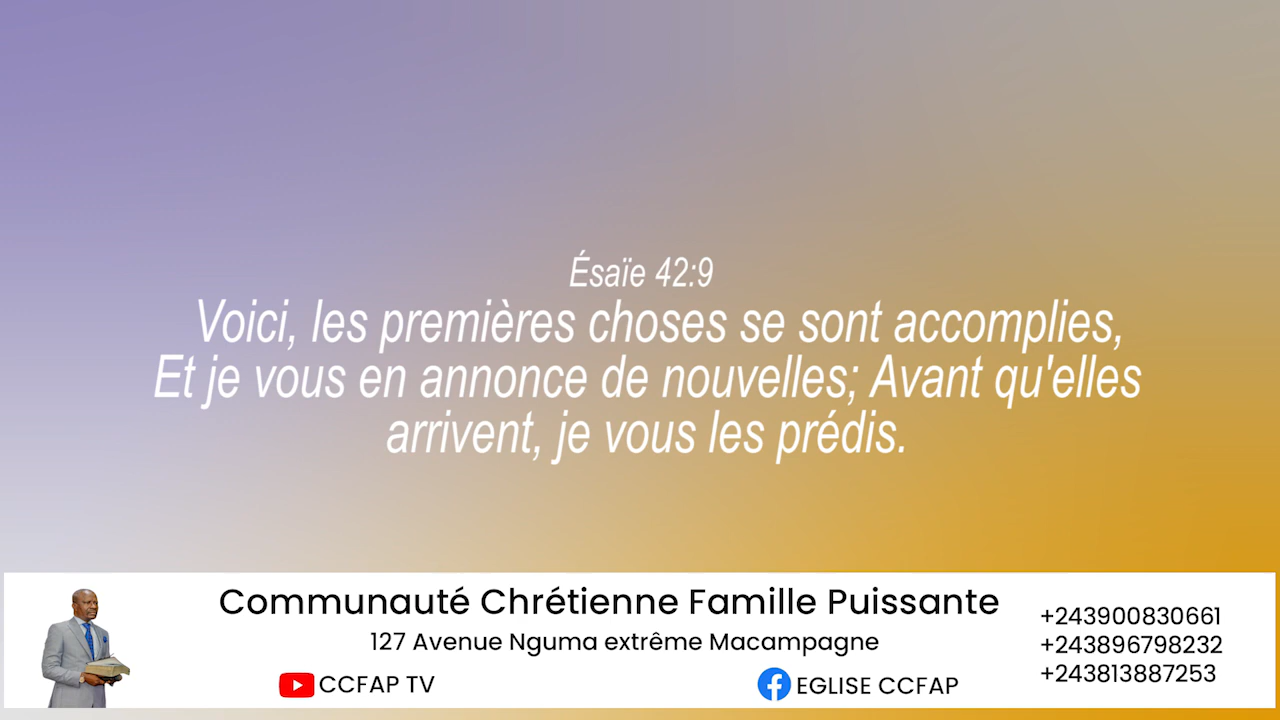 Ésaïe 42:9
Voici, les premières choses se sont accomplies,
Et je vous en annonce de nouvelles; Avant qu'elles
arrivent, je vous les prédis.
Communauté Chrétienne Famille Puissante
127 Avenue Nguma extrême Macampagne
CCFAP TV
EGLISE CCFAP
+243900830661
+243896798232
+243813887253